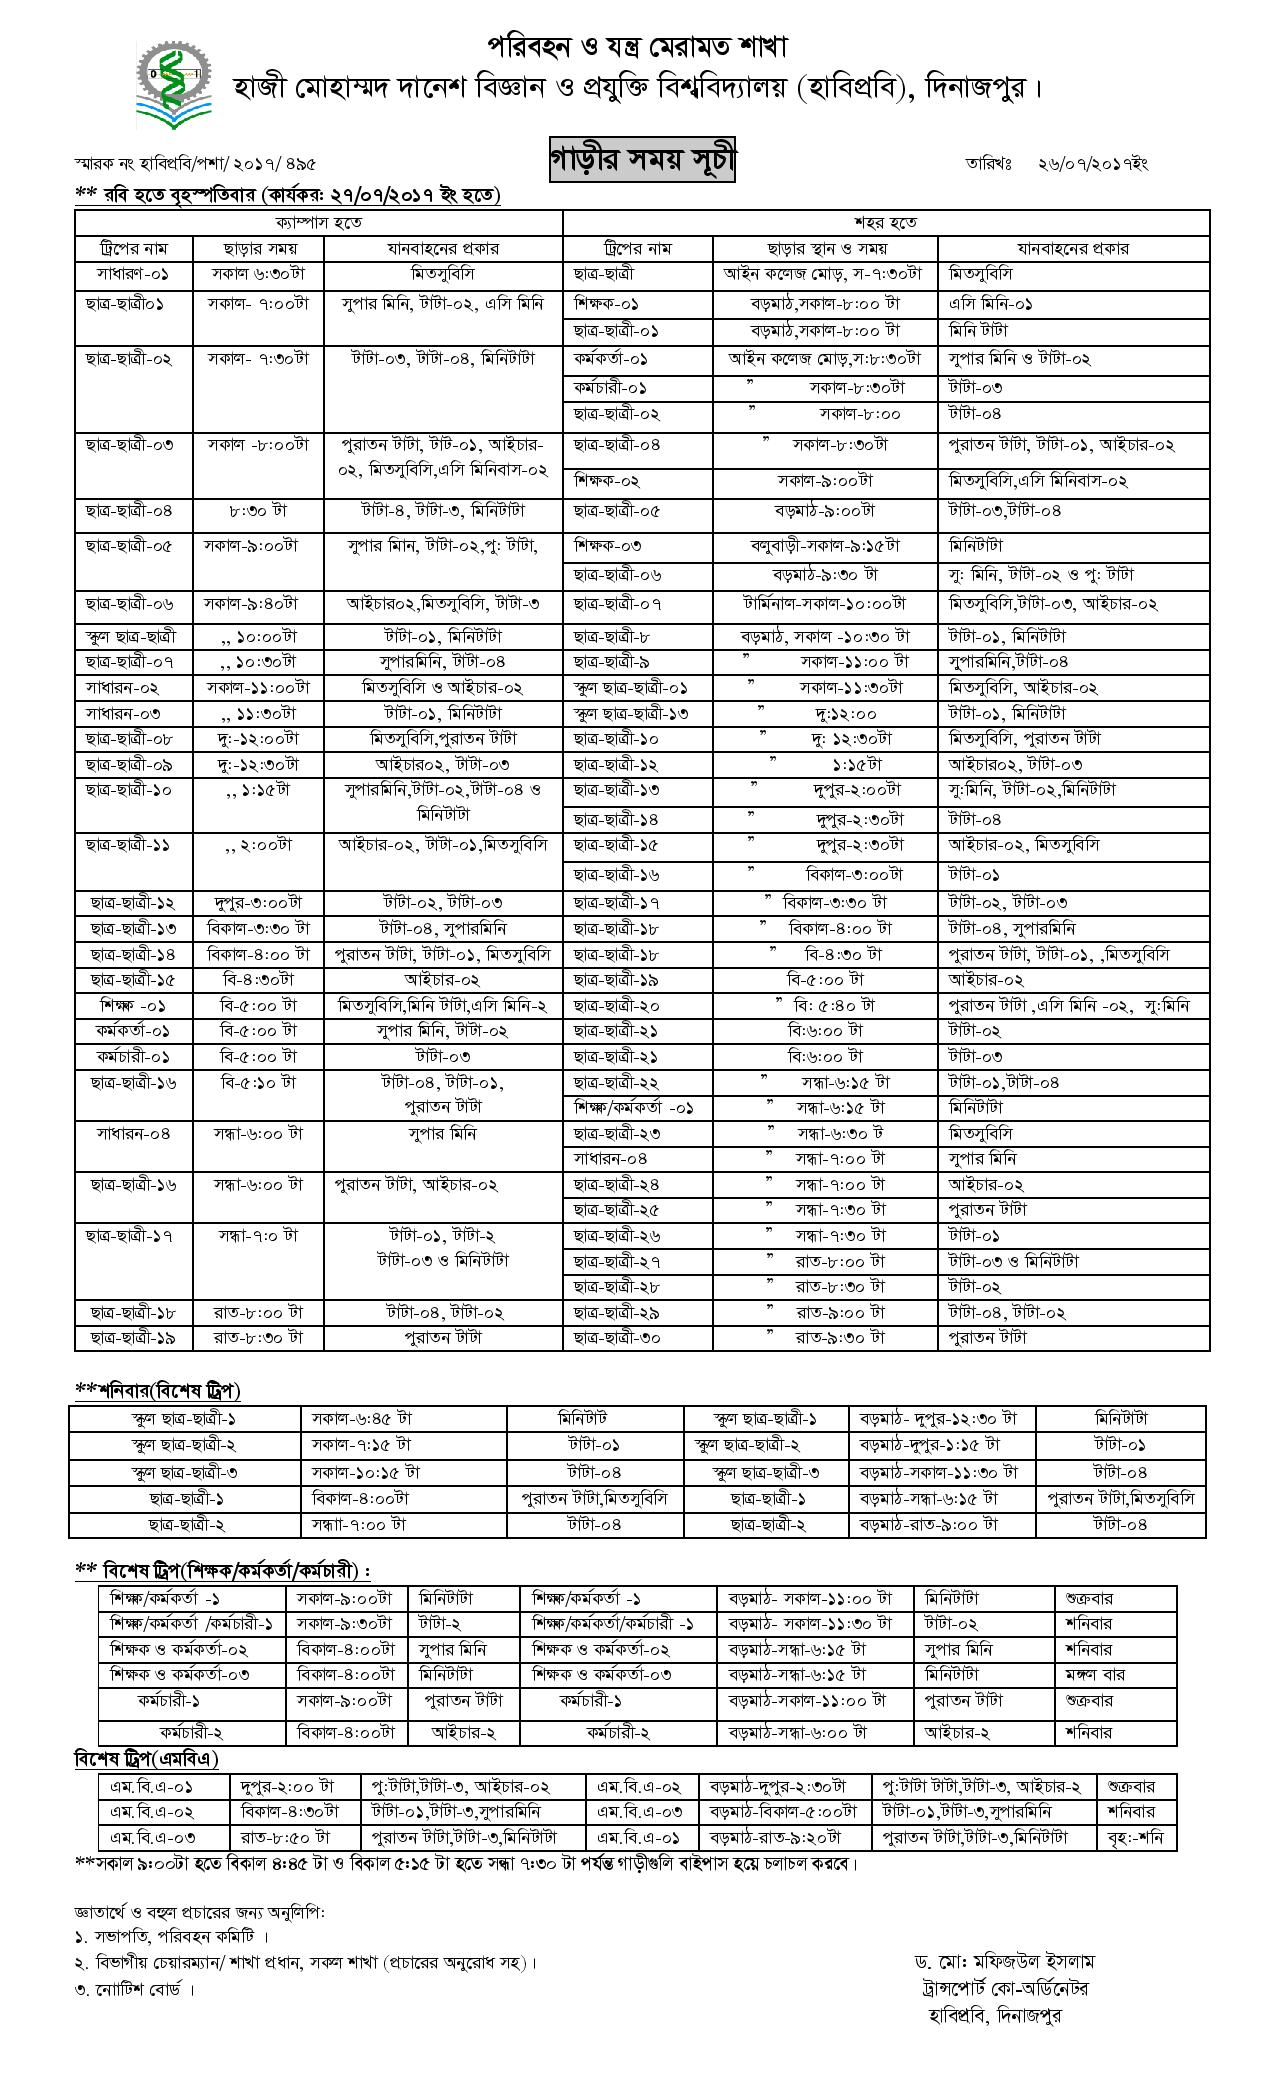 পরিবহন ও যন্ত্র মেরামত শাখা
হাজী মোহাম্মদ দানেশ বিজ্ঞান ও প্রযুক্তি বিশ্ববিদ্যালয় (হাবিপ্রবি), দিনাজপুর।
স্মারক নং হাবিপ্রবি/পশা/ ২০১৭/ ৪৯৫ গাড়ীর সময় সূচী তারিখঃ ২৬/০৭/২০১৭ইং
** রবি হতে বৃহস্পতিবার (কার্যকর: ২৭/০৭/২০১৭ ইং হতে)
ক্যাম্পাস হতে শহর হতে
ট্রিপের নাম ছাড়ার সময় যানবাহনের প্রকার ট্রিপের নাম ছাড়ার স্থান ও সময় যানবাহনের প্রকার
সাধারণ-০১ সকাল ৬:৩০টা মিতসুবিসি ছাত্র-ছাত্রী আইন কলেজ মোড়, স-৭:৩০টা মিতসুবিসি
ছাত্র-ছাত্রী০১ সকাল- ৭:০০টা সুপার মিনি, টাটা-০২, এসি মিনি শিক্ষক-০১ বড়মাঠ,সকাল-৮:০০ টা এসি মিনি-০১
ছাত্র-ছাত্রী-০১ বড়মাঠ,সকাল-৮:০০ টা মিনি টাটা
ছাত্র-ছাত্রী-০২ সকাল- ৭:৩০টা টাটা-০৩, টাটা-০৪, মিনিটাটা কর্মকর্তা-০১ আইন কলেজ মোড়,স:৮:৩০টা সুপার মিনি ও টাটা-০২
কর্মচারী-০১ ” সকাল-৮:৩০টা টাটা-০৩
ছাত্র-ছাত্রী-০২ ” সকাল-৮:০০ টাটা-০৪
ছাত্র-ছাত্রী-০৩ সকাল -৮:০০টা পুরাতন টাটা, টাট-০১, আইচার- ছাত্র-ছাত্রী-০৪ ” সকাল-৮:৩০টা পুরাতন টাটা, টাটা-০১, আইচার-০২
০২, মিতসুবিসি,এসি মিনিবাস-০২ শিক্ষক-০২ সকাল-৯:০০টা মিতসুবিসি,এসি মিনিবাস-০২
ছাত্র-ছাত্রী-০৪ ৮:৩০ টা টাটা-৪, টাটা-৩, মিনিটাটা ছাত্র-ছাত্রী-০৫ বড়মাঠ-৯:০০টা টাটা-০৩,টাটা-০৪
ছাত্র-ছাত্রী-০৫ সকাল-৯:০০টা সুপার মিান, টাটা-০২,পু: টাটা, শিক্ষক-০৩ বলুবাড়ী-সকাল-৯:১৫টা মিনিটাটা
ছাত্র-ছাত্রী-০৬ বড়মাঠ-৯:৩০ টা সু: মিনি, টাটা-০২ ও পু: টাটা
ছাত্র-ছাত্রী-০৬ সকাল-৯:৪০টা আইচার০২,মিতসুবিসি, টাটা-৩ ছাত্র-ছাত্রী-০৭ টার্মিনাল-সকাল-১০:০০টা মিতসুবিসি,টাটা-০৩, আইচার-০২
স্কুল ছাত্র-ছাত্রী ,, ১০:০০টা টাটা-০১, মিনিটাটা ছাত্র-ছাত্রী-৮ বড়মাঠ, সকাল -১০:৩০ টা টাটা-০১, মিনিটাটা
ছাত্র-ছাত্রী-০৭ ,, ১০:৩০টা সুপারমিনি, টাটা-০৪ ছাত্র-ছাত্রী-৯ ” সকাল-১১:০০ টা সুপারমিনি,টাটা-০৪
সাধারন-০২ সকাল-১১:০০টা মিতসুবিসি ও আইচার-০২ স্কুল ছাত্র-ছাত্রী-০১ ” সকাল-১১:৩০টা মিতসুবিসি, আইচার-০২
সাধারন-০৩ ,, ১১:৩০টা টাটা-০১, মিনিটাটা স্কুল ছাত্র-ছাত্রী-১৩ ” দু:১২:০০ টাটা-০১, মিনিটাটা
ছাত্র-ছাত্রী-০৮ দু:-১২:০০টা মিতসুবিসি,পুরাতন টাটা ছাত্র-ছাত্রী-১০ ” দু: ১২:৩০টা মিতসুবিসি, পুরাতন টাটা
ছাত্র-ছাত্রী-০৯ দু:-১২:৩০টা আইচার০২, টাটা-০৩ ছাত্র-ছাত্রী-১২ ” ১:১৫টা আইচার০২, টাটা-০৩
ছাত্র-ছাত্রী-১০ ,, ১:১৫টা সুপারমিনি,টাটা-০২,টাটা-০৪ ও ছাত্র-ছাত্রী-১৩ ” দুপুর-২:০০টা সু:মিনি, টাটা-০২,মিনিটাটা
মিনিটাটা ছাত্র-ছাত্রী-১৪ ” দুপুর-২:৩০টা টাটা-০৪
ছাত্র-ছাত্রী-১১ ,, ২:০০টা আইচার-০২, টাটা-০১,মিতসুবিসি ছাত্র-ছাত্রী-১৫ ” দুপুর-২:৩০টা আইচার-০২, মিতসুবিসি
ছাত্র-ছাত্রী-১৬ ” বিকাল-৩:০০টা টাটা-০১
ছাত্র-ছাত্রী-১২ দুপুর-৩:০০টা টাটা-০২, টাটা-০৩ ছাত্র-ছাত্রী-১৭ ” বিকাল-৩:৩০ টা টাটা-০২, টাটা-০৩
ছাত্র-ছাত্রী-১৩ বিকাল-৩:৩০ টা টাটা-০৪, সুপারমিনি ছাত্র-ছাত্রী-১৮ ” বিকাল-৪:০০ টা টাটা-০৪, সুপারমিনি
ছাত্র-ছাত্রী-১৪ বিকাল-৪:০০ টা পুরাতন টাটা, টাটা-০১, মিতসুবিসি ছাত্র-ছাত্রী-১৮ ” বি-৪:৩০ টা পুরাতন টাটা, টাটা-০১, ,মিতসুবিসি
ছাত্র-ছাত্রী-১৫ বি-৪:৩০টা আইচার-০২ ছাত্র-ছাত্রী-১৯ বি-৫:০০ টা আইচার-০২
শিক্ষক -০১ বি-৫:০০ টা মিতসুবিসি,মিনি টাটা,এসি মিনি-২ ছাত্র-ছাত্রী-২০ ” বি: ৫:৪০ টা পুরাতন টাটা ,এসি মিনি -০২, সু:মিনি
কর্মকর্তা-০১ বি-৫:০০ টা সুপার মিনি, টাটা-০২ ছাত্র-ছাত্রী-২১ বি:৬:০০ টা টাটা-০২
কর্মচারী-০১ বি-৫:০০ টা টাটা-০৩ ছাত্র-ছাত্রী-২১ বি:৬:০০ টা টাটা-০৩
ছাত্র-ছাত্রী-১৬ বি-৫:১০ টা টাটা-০৪, টাটা-০১, ছাত্র-ছাত্রী-২২ ” সন্ধা-৬:১৫ টা টাটা-০১,টাটা-০৪
পুরাতন টাটা শিক্ষক/কর্মকর্তা -০১ ” সন্ধা-৬:১৫ টা মিনিটাটা
সাধারন-০৪ সন্ধা-৬:০০ টা সুপার মিনি ছাত্র-ছাত্রী-২৩ ” সন্ধা-৬:৩০ ট মিতসুবিসি
সাধারন-০৪ ” সন্ধা-৭:০০ টা সুপার মিনি
ছাত্র-ছাত্রী-১৬ সন্ধা-৬:০০ টা পুরাতন টাটা, আইচার-০২ ছাত্র-ছাত্রী-২৪ ” সন্ধা-৭:০০ টা আইচার-০২
ছাত্র-ছাত্রী-২৫ ” সন্ধা-৭:৩০ টা পুরাতন টাটা
ছাত্র-ছাত্রী-১৭ সন্ধা-৭:০ টা টাটা-০১, টাটা-২ ছাত্র-ছাত্রী-২৬ ” সন্ধা-৭:৩০ টা টাটা-০১
টাটা-০৩ ও মিনিটাটা ছাত্র-ছাত্রী-২৭ ” রাত-৮:০০ টা টাটা-০৩ ও মিনিটাটা
ছাত্র-ছাত্রী-২৮ ” রাত-৮:৩০ টা টাটা-০২
ছাত্র-ছাত্রী-১৮ রাত-৮:০০ টা টাটা-০৪, টাটা-০২ ছাত্র-ছাত্রী-২৯ ” রাত-৯:০০ টা টাটা-০৪, টাটা-০২
ছাত্র-ছাত্রী-১৯ রাত-৮:৩০ টা পুরাতন টাটা ছাত্র-ছাত্রী-৩০ ” রাত-৯:৩০ টা পুরাতন টাটা
**শনিবার(বিশেষ ট্রিপ)
স্কুল ছাত্র-ছাত্রী-১ সকাল-৬:৪৫ টা মিনিটাট স্কুল ছাত্র-ছাত্রী-১ বড়মাঠ- দুপুর-১২:৩০ টা মিনিটাটা
স্কুল ছাত্র-ছাত্রী-২ সকাল-৭:১৫ টা টাটা-০১ স্কুল ছাত্র-ছাত্রী-২ বড়মাঠ-দুপুর-১:১৫ টা টাটা-০১
স্কুল ছাত্র-ছাত্রী-৩ সকাল-১০:১৫ টা টাটা-০৪ স্কুল ছাত্র-ছাত্রী-৩ বড়মাঠ-সকাল-১১:৩০ টা টাটা-০৪
ছাত্র-ছাত্রী-১ বিকাল-৪:০০টা পুরাতন টাটা,মিতসুবিসি ছাত্র-ছাত্রী-১ বড়মাঠ-সন্ধা-৬:১৫ টা পুরাতন টাটা,মিতসুবিসি
ছাত্র-ছাত্রী-২ সন্ধাা-৭:০০ টা টাটা-০৪ ছাত্র-ছাত্রী-২ বড়মাঠ-রাত-৯:০০ টা টাটা-০৪
** বিশেষ ট্রিপ(শিক্ষক/কর্মকর্তা/কর্মচারী) :
শিক্ষক/কর্মকর্তা -১ সকাল-৯:০০টা মিনিটাটা শিক্ষক/কর্মকর্তা -১ বড়মাঠ- সকাল-১১:০০ টা মিনিটাটা শুক্রবার
শিক্ষক/কর্মকর্তা /কর্মচারী-১ সকাল-৯:৩০টা টাটা-২ শিক্ষক/কর্মকর্তা/কর্মচারী -১ বড়মাঠ- সকাল-১১:৩০ টা টাটা-০২ শনিবার
শিক্ষক ও কর্মকর্তা-০২ বিকাল-৪:০০টা সুপার মিনি শিক্ষক ও কর্মকর্তা-০২ বড়মাঠ-সন্ধা-৬:১৫ টা সুপার মিনি শনিবার
শিক্ষক ও কর্মকর্তা-০৩ বিকাল-৪:০০টা মিনিটাটা শিক্ষক ও কর্মকর্তা-০৩ বড়মাঠ-সন্ধা-৬:১৫ টা মিনিটাটা মঙ্গল বার
কর্মচারী-১ সকাল-৯:০০টা পুরাতন টাটা কর্মচারী-১ বড়মাঠ-সকাল-১১:০০ টা পুরাতন টাটা শুক্রবার
কর্মচারী-২ বিকাল-৪:০০টা আইচার-২ কর্মচারী-২ বড়মাঠ-সন্ধা-৬:০০ টা আইচার-২ শনিবার
বিশেষ ট্রিপ(এমবিএ)
এম.বি.এ-০১ দুপুর-২:০০ টা পু:টাটা,টাটা-৩, আইচার-০২ এম.বি.এ-০২ বড়মাঠ-দুপুর-২:৩০টা পু:টাটা টাটা,টাটা-৩, আইচার-২ শুক্রবার
এম.বি.এ-০২ বিকাল-৪:৩০টা টাটা-০১,টাটা-৩,সুপারমিনি এম.বি.এ-০৩ বড়মাঠ-বিকাল-৫:০০টা টাটা-০১,টাটা-৩,সুপারমিনি শনিবার
এম.বি.এ-০৩ রাত-৮:৫০ টা পুরাতন টাটা,টাটা-৩,মিনিটাটা এম.বি.এ-০১ বড়মাঠ-রাত-৯:২০টা পুরাতন টাটা,টাটা-৩,মিনিটাটা বৃহ:-শনি
**সকাল ৯:০০টা হতে বিকাল ৪:৪৫ টা ও বিকাল ৫:১৫ টা হতে সন্ধা ৭:৩০ টা পর্যন্ত গাড়ীগুলি বাইপাস হয়ে চলাচল করবে।
জ্ঞাতার্থে ও বহুল প্রচারের জন্য অনুলিপি:
১. সভাপতি, পরিবহন কমিটি ।
২. বিভাগীয় চেয়ারম্যান/ শাখা প্রধান, সকল শাখা (প্রচারের অনুরোধ সহ)।
৩. নোাটিশ বোর্ড ।
ড. মো: মফিজউল ইসলাম
ট্রান্সপোর্ট কো-অর্ডিনেটর
হাবিপ্রবি, দিনাজপুর